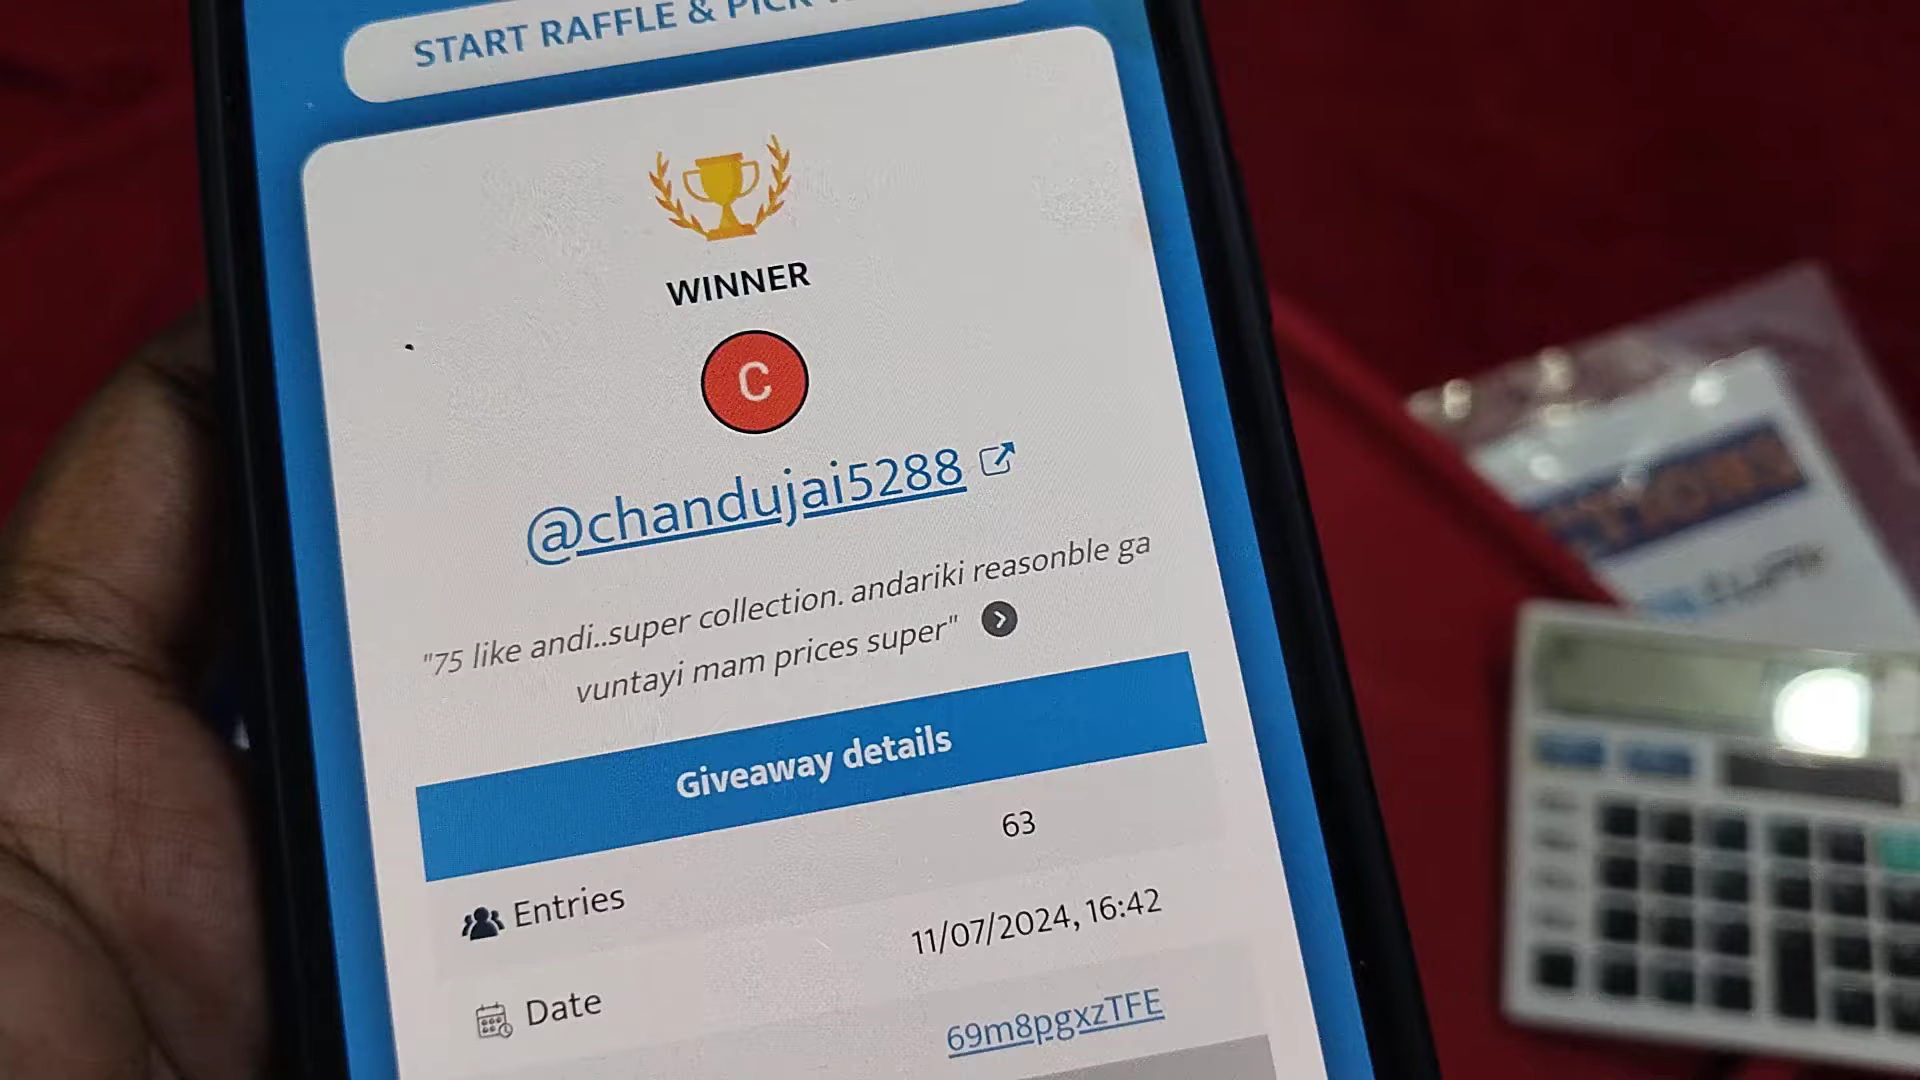 START RAFFLE & PICK
WINNER
C
@chandujai5288
"75 like andi..super collection. andariki reasonble ga
vuntayi mam prices super"
Giveaway details
Entries 63
Date 11/07/2024, 16:42
69m8pgxzTFE